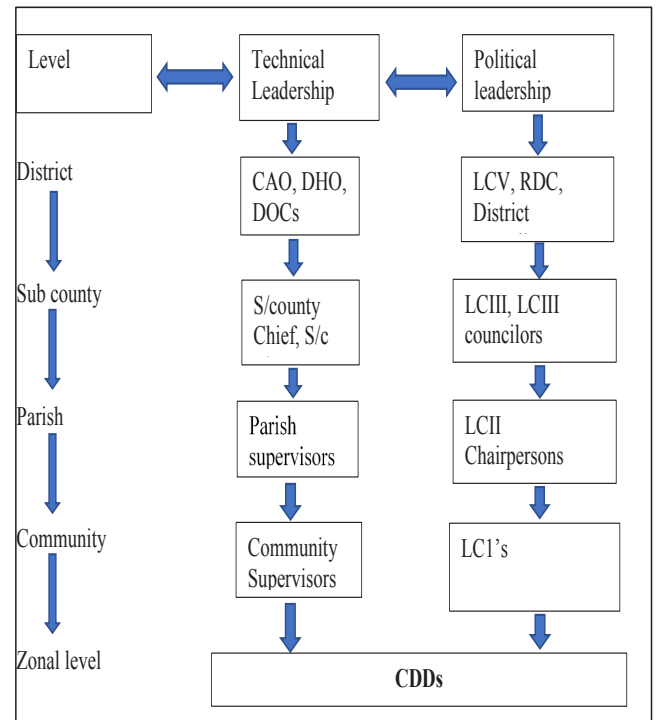 Level
Technical
Leadership
Political
leadership
District
CAO, DHO,
DOCs
LCV, RDC,
District
Sub county
S/county
Chief, S/c
LCIII, LCIII
councilors
Parish
Parish
supervisors
LCII
Chairpersons
Community
Community
Supervisors
LC1's
Zonal level
CDDs